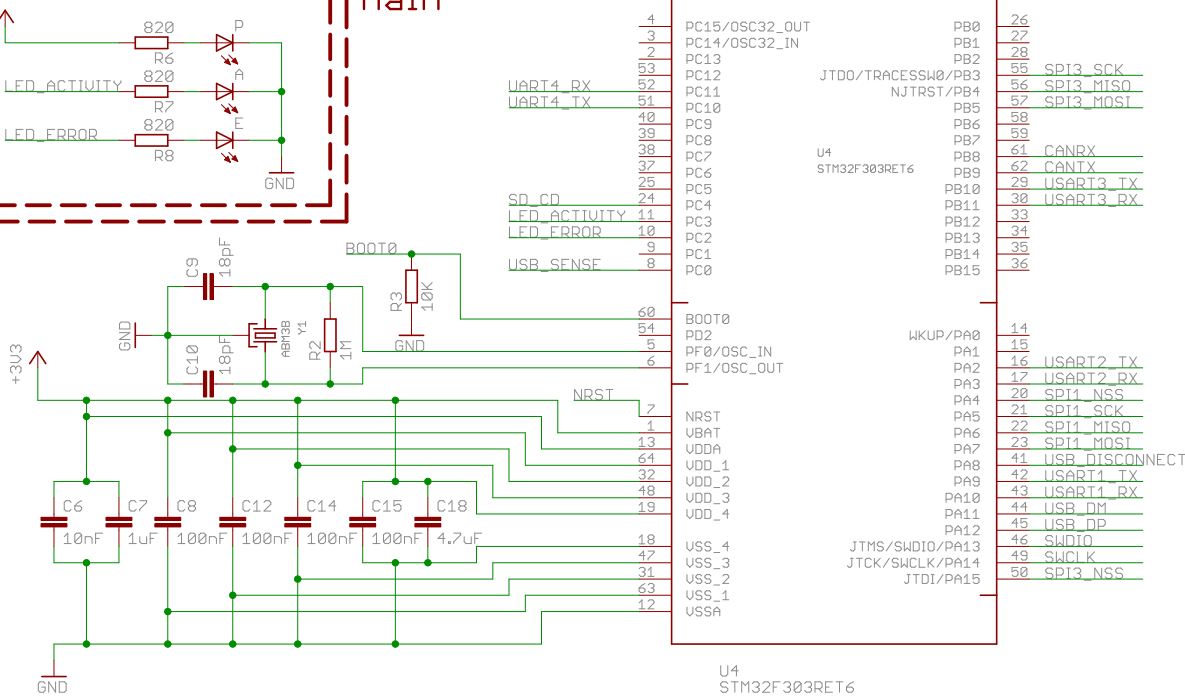 Main
820
P
R6
LED_ACTIVITY
820
A
R7
LED_ERROR
820
E
R8
GND
4
PC15/OSC32_OUT
3
PC14/OSC32_IN
2
PC13
53
PC12
UART4_RX
52
PC11
UART4_TX
51
PC10
40
PC9
39
PC8
38
PC7
37
PC6
25
PC5
SD_CD
24
PC4
LED_ACTIVITY
11
PC3
LED_ERROR
10
PC2
9
PC1
USB_SENSE
8
PC0
60
BOOT0
54
PD2
5
PF0/OSC_IN
6
PF1/OSC_OUT
NRST
7
NRST
1
VBAT
13
VDDA
64
VDD_1
32
VDD_2
48
VDD_3
19
VDD_4
18
VSS_4
47
VSS_3
31
VSS_2
63
VSS_1
12
VSSA
U4
STM32F303RET6
PB0
26
PB1
27
PB2
28
JTDO/TRACESSW0/PB3
55
SPI3_SCK
NJTRST/PB4
56
SPI3_MISO
PB5
57
SPI3_MOSI
PB6
58
PB7
59
PB8
61
CANRX
PB9
62
CANTX
PB10
29
USART3_TX
PB11
30
USART3_RX
PB12
33
PB13
34
PB14
35
PB15
36
WKUP/PA0
14
PA1
15
PA2
16
USART2_TX
PA3
17
USART2_RX
PA4
20
SPI1_NSS
PA5
21
SPI1_SCK
PA6
22
SPI1_MISO
PA7
23
SPI1_MOSI
PA8
41
USB_DISCONNECT
PA9
42
USART1_TX
PA10
43
USART1_RX
PA11
44
USB_DM
PA12
45
USB_DP
JTMS/SWDIO/PA13
46
SWDIO
JTCK/SWCLK/PA14
49
SWCLK
JTDI/PA15
50
SPI3_NSS
BOOT0
C9
18pF
R3
10K
GND
GND
ABM3B
Y1
R2
1M
C10
18pF
+3V3
C6
10nF
C7
1uF
C8
100nF
C12
100nF
C14
100nF
C15
100nF
C18
4.7uF
GND
U4
STM32F303RET6